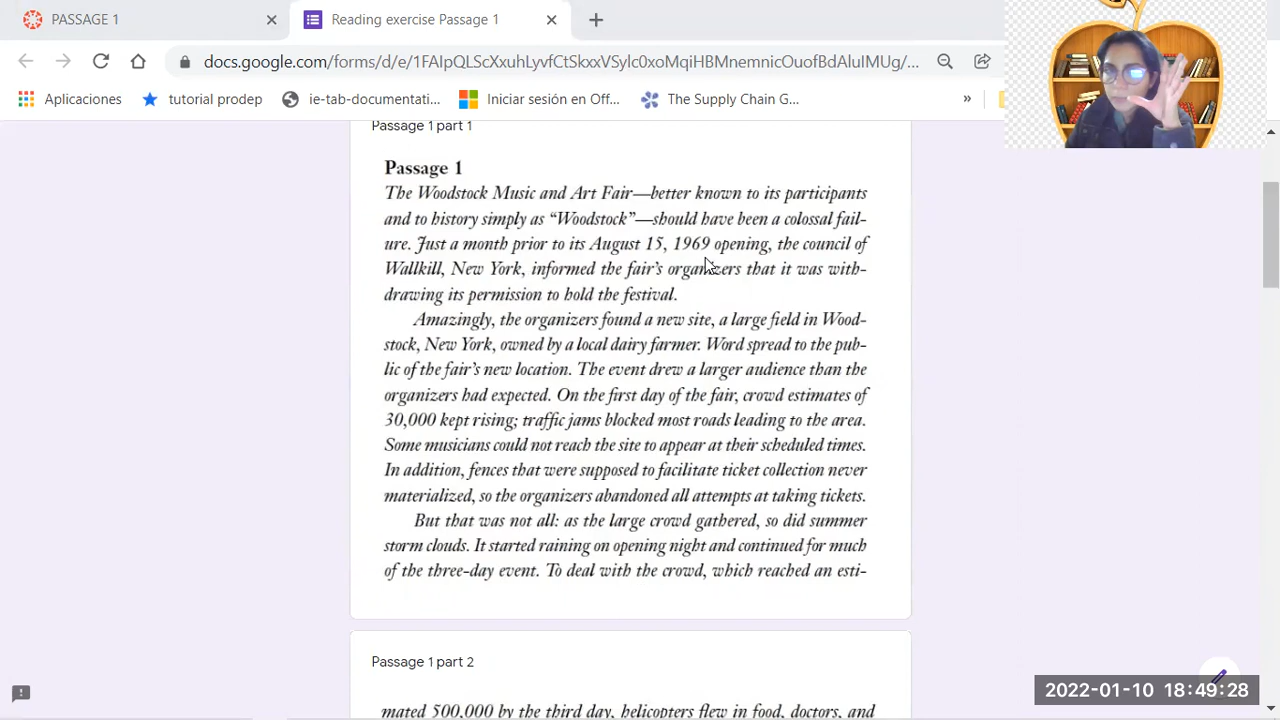 PASSAGE 1
Reading exercise Passage 1
docs.google.com/forms/d/e/1FAIpQLScXxuhLyvfCtSkxxVSylc0xoMqiHBMnemnicOuofBdAluIMUg/...
Aplicaciones
tutorial prodep
ie-tab-documentati...
Iniciar sesión en Off...
The Supply Chain G...
»
Passage 1 part 1
Passage 1
The Woodstock Music and Art Fair—better known to its participants
and to history simply as “Woodstock”—should have been a colossal fail-
ure. Just a month prior to its August 15, 1969 opening, the council of
Wallkill, New York, informed the fair’s organizers that it was with-
drawing its permission to hold the festival.
Amazingly, the organizers found a new site, a large field in Wood-
stock, New York, owned by a local dairy farmer. Word spread to the pub-
lic of the fair’s new location. The event drew a larger audience than the
organizers had expected. On the first day of the fair, crowd estimates of
30,000 kept rising; traffic jams blocked most roads leading to the area.
Some musicians could not reach the site to appear at their scheduled times.
In addition, fences that were supposed to facilitate ticket collection never
materialized, so the organizers abandoned all attempts at taking tickets.
But that was not all: as the large crowd gathered, so did summer
storm clouds. It started raining on opening night and continued for much
of the three-day event. To deal with the crowd, which reached an esti-
Passage 1 part 2
mated 500,000 by the third day, helicopters flew in food, doctors, and
2022-01-10 18:49:28